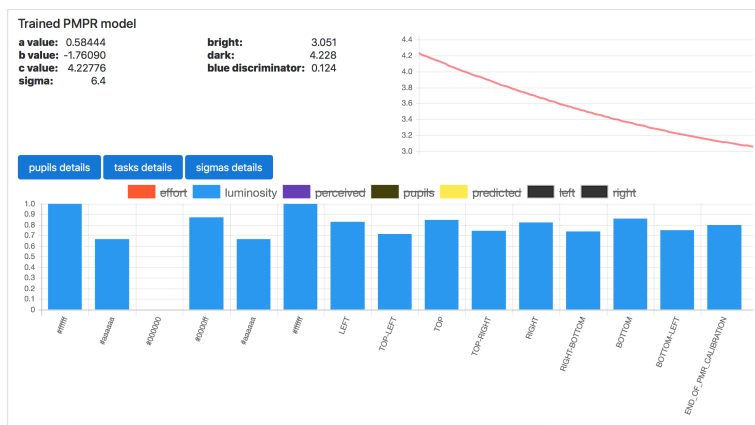 Trained PMPR model
a value: 0.58444
b value: -1.76090
c value: 4.22776
sigma: 6.4
bright: 3.051
dark: 4.228
blue discriminator: 0.124
4.4
4.2
4.0
3.8
3.6
3.4
3.2
3.0
pupils details
tasks details
sigmas details
effort
luminosity
perceived
pupils
predicted
left
right
1.0
0.9
0.8
0.7
0.6
0.5
0.4
0.3
0.2
0.1
0
#ffffff
#aaaaaa
#000000
#0000ff
#aaaaaa
#ffffff
LEFT
TOP-LEFT
TOP
TOP-RIGHT
RIGHT
RIGHT-BOTTOM
BOTTOM
BOTTOM-LEFT
END_OF_PMR_CALIBRATION